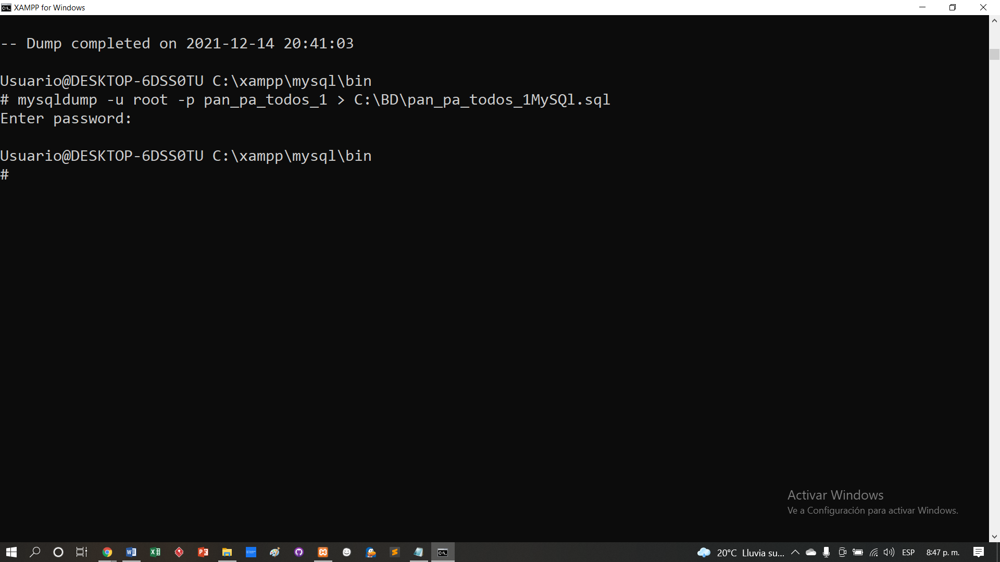 XAMPP for Windows
-- Dump completed on 2021-12-14 20:41:03
Usuario@DESKTOP-6DSS0TU C:\xampp\mysql\bin
# mysqldump -u root -p pan_pa_todos_1 > C:\BD\pan_pa_todos_1MySQl.sql
Enter password:
Usuario@DESKTOP-6DSS0TU C:\xampp\mysql\bin
#
Activar Windows
Ve a Configuración para activar Windows.
20°C Lluvia su... ESP 8:47 p. m.